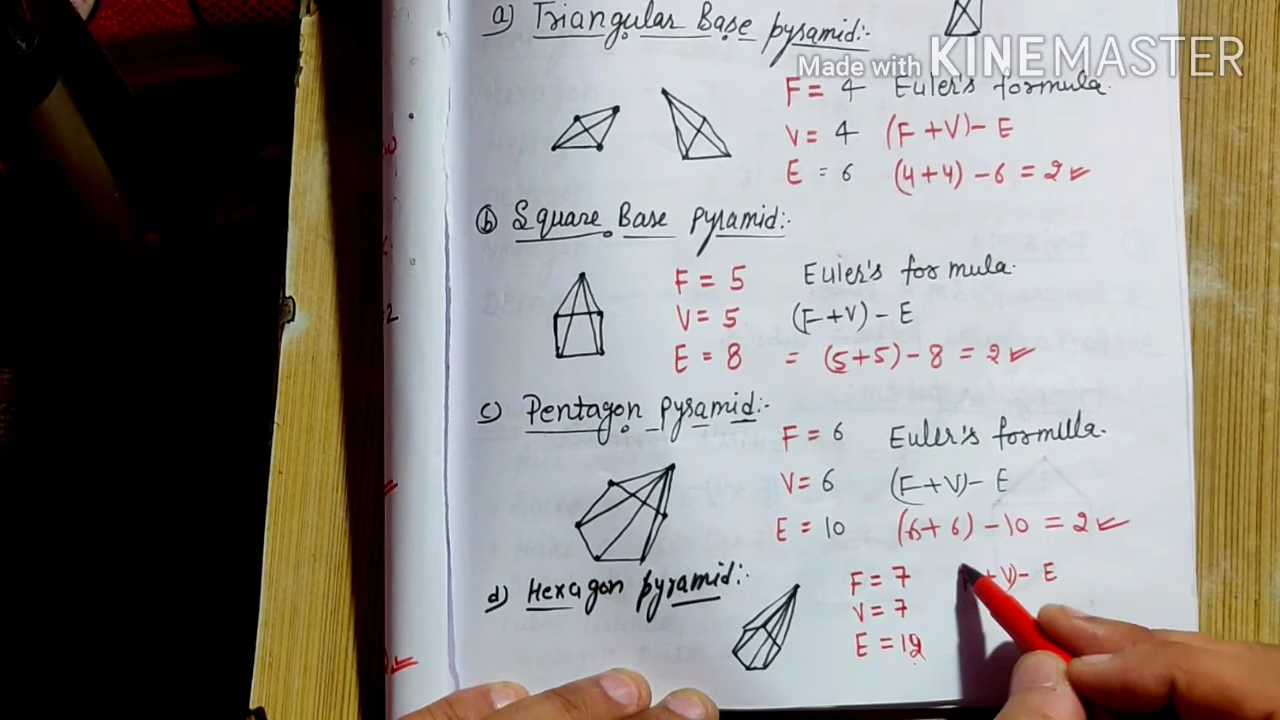 a) Triangular Base pyramid:-
Made with KINEMASTER
F = 4 Euler's formula.
V = 4 (F+V)-E
E = 6 (4+4)-6=2✓
b) Square Base pyramid:-
F = 5 Euler's formula.
V = 5 (F+V)-E
E = 8 = (5+5)-8=2✓
c) Pentagon pyramid:-
F = 6 Euler's formula.
V = 6 (F+V)-E
E = 10 (6+6)-10=2✓
d) Hexagon pyramid:-
F = 7 +V)-E
V = 7
E = 12